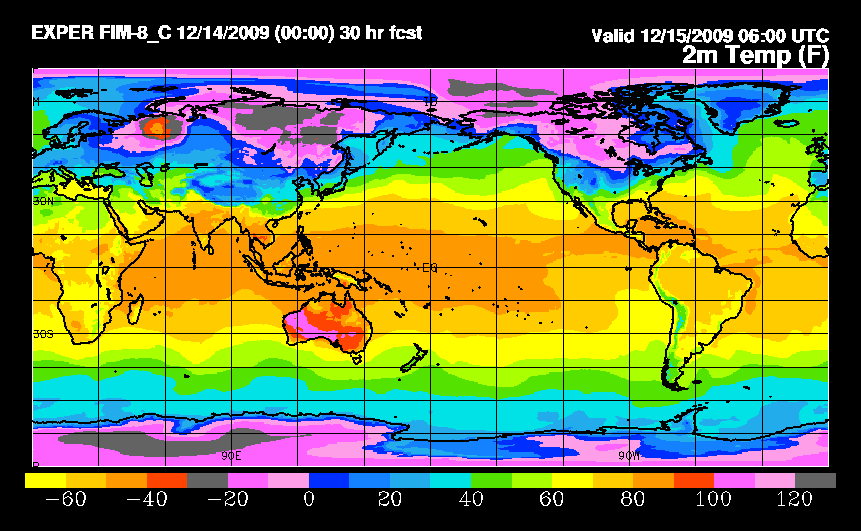 EXPER FIM-8_C 12/14/2009 (00:00) 30 hr fcst
Valid 12/15/2009 06:00 UTC
2m Temp (F)
30N
EQ
30S
90E
90W
−60 −40 −20 0 20 40 60 80 100 120